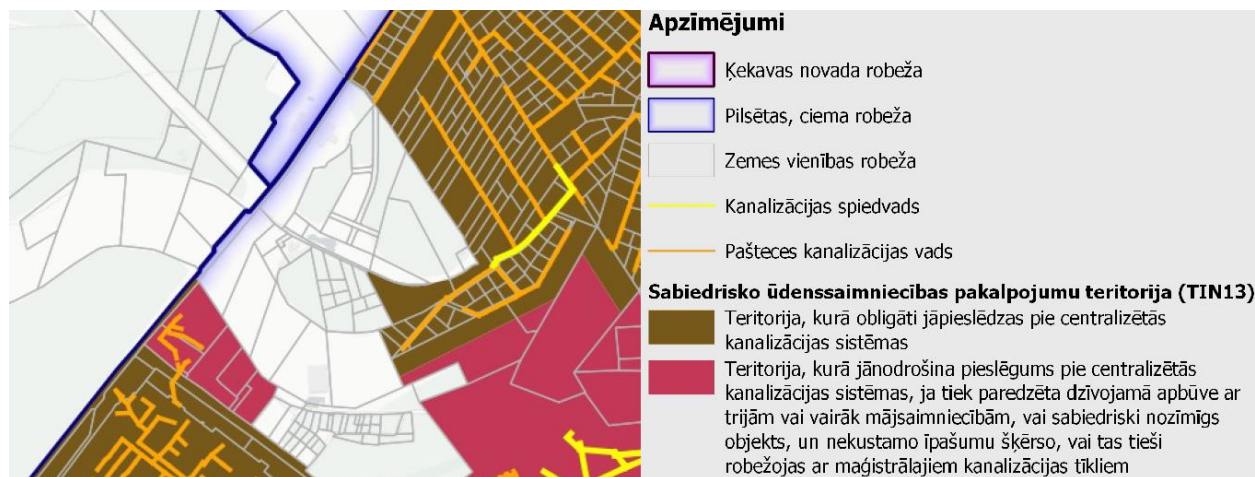 Apzīmējumi
Ķekavas novada robeža
Pilsētas, ciema robeža
Zemes vienības robeža
Kanalizācijas spiedvads
Pašteces kanalizācijas vads
Sabiedrisko ūdenssaimniecības pakalpojumu teritorija (TIN13)
Teritorija, kurā obligāti jāpieslēdzas pie centralizētās
kanalizācijas sistēmas
Teritorija, kurā jānodrošina pieslēgums pie centralizētās
kanalizācijas sistēmas, ja tiek paredzēta dzīvojamā apbūve ar
trijām vai vairāk mājsaimniecībām, vai sabiedriski nozīmīgs
objekts, un nekustamo īpašumu šķērso, vai tas tieši
robežojas ar maģistrālajiem kanalizācijas tīkliem